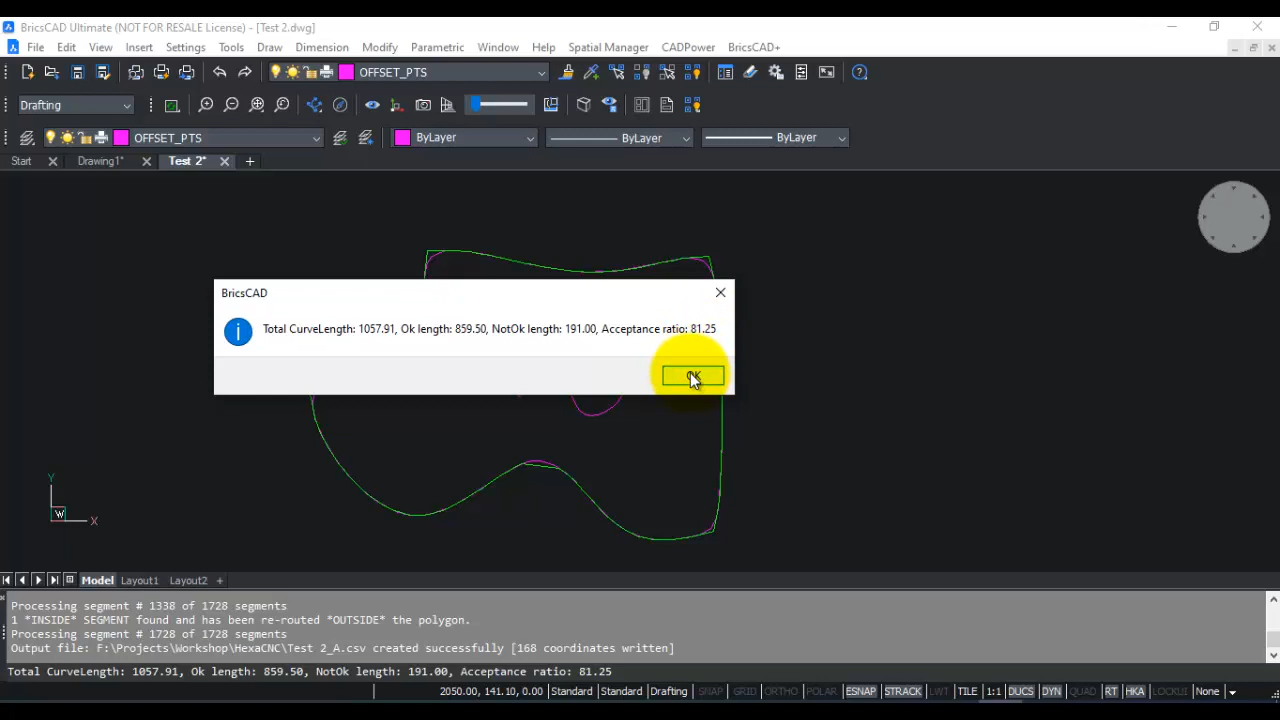 BricsCAD Ultimate (NOT FOR RESALE License) - [Test 2.dwg]
File Edit View Insert Settings Tools Draw Dimension Modify Parametric Window Help Spatial Manager CADPower BricsCAD+
OFFSET_PTS
Drafting
OFFSET_PTS ByLayer ByLayer ByLayer
Start Drawing1* Test 2*
BricsCAD
Total CurveLength: 1057.91, Ok length: 859.50, NotOk length: 191.00, Acceptance ratio: 81.25
OK
Y
W
X
Model Layout1 Layout2 +
Processing segment # 1338 of 1728 segments
1 *INSIDE* SEGMENT found and has been re-routed *OUTSIDE* the polygon.
Processing segment # 1728 of 1728 segments
Output file: F:\Projects\Workshop\HexaCNC\Test 2_A.csv created successfully [168 coordinates written]
Total CurveLength: 1057.91, Ok length: 859.50, NotOk length: 191.00, Acceptance ratio: 81.25
2050.00, 141.10, 0.00 Standard Standard Drafting SNAP GRID ORTHO POLAR ESNAP STRACK LWT TILE 1:1 DUCS DYN QUAD RT HKA LOCKUI None